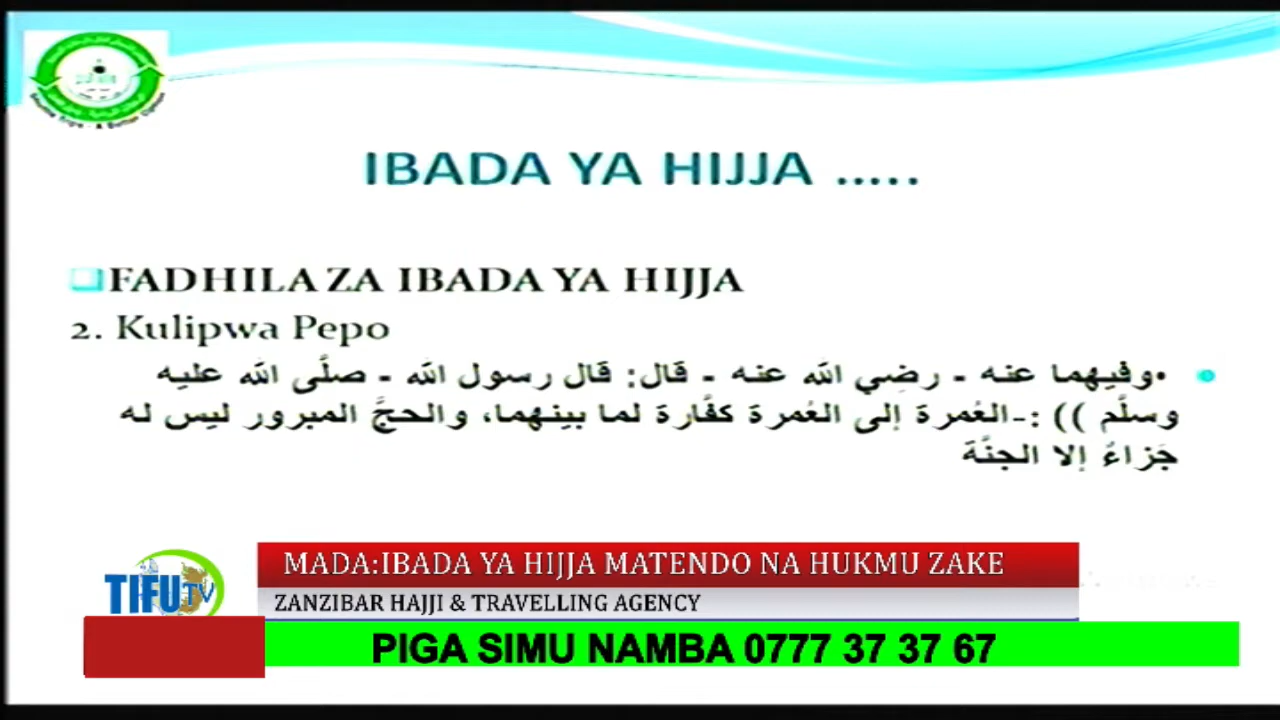 IBADA YA HIJJA .....
FADHILA ZA IBADA YA HIJJA
2. Kulipwa Pepo
•وفيهما عنه - رضِي الله عنه - قَال: قَال رسول الله - صلَّى الله عليه
وسلَّم )) :-العُمرة إلى العُمرة كفَّارة لما بينهما، والحجَّ المبرور ليس له
جَزاءٌ إلا الجنَّة
MADA:IBADA YA HIJJA MATENDO NA HUKMU ZAKE
TIFU TV
ZANZIBAR HAJJI & TRAVELLING AGENCY
PIGA SIMU NAMBA 0777 37 37 67